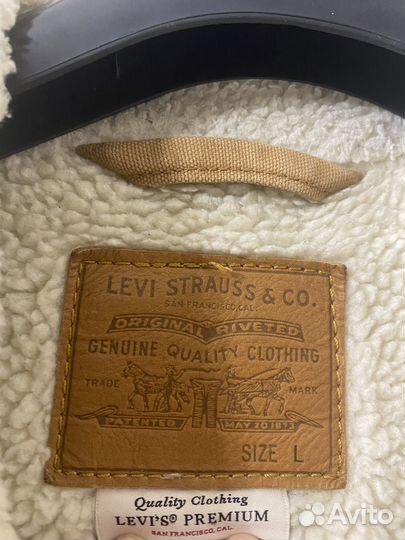 LEVI STRAUSS & CO.
SAN FRANCISCO, CAL.
ORIGINAL RIVETED
GENUINE QUALITY CLOTHING
TRADE MARK
PATENTED MAY 20 1873
SIZE L
Quality Clothing
LEVI'S® PREMIUM
SAN FRANCISCO, CAL.
Avito